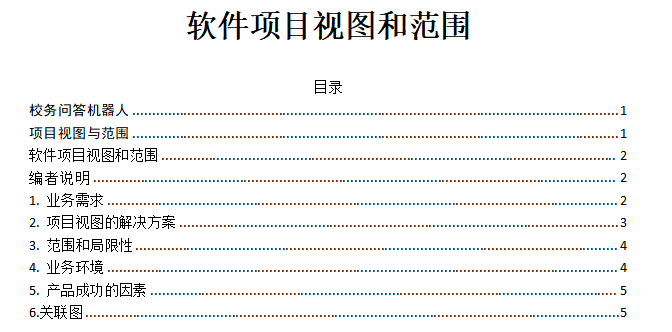 软件项目视图和范围
目录
校务问答机器人 1
项目视图与范围 1
软件项目视图和范围 2
编者说明 2
1. 业务需求 2
2. 项目视图的解决方案 3
3. 范围和局限性 4
4. 业务环境 4
5. 产品成功的因素 5
6.关联图 5